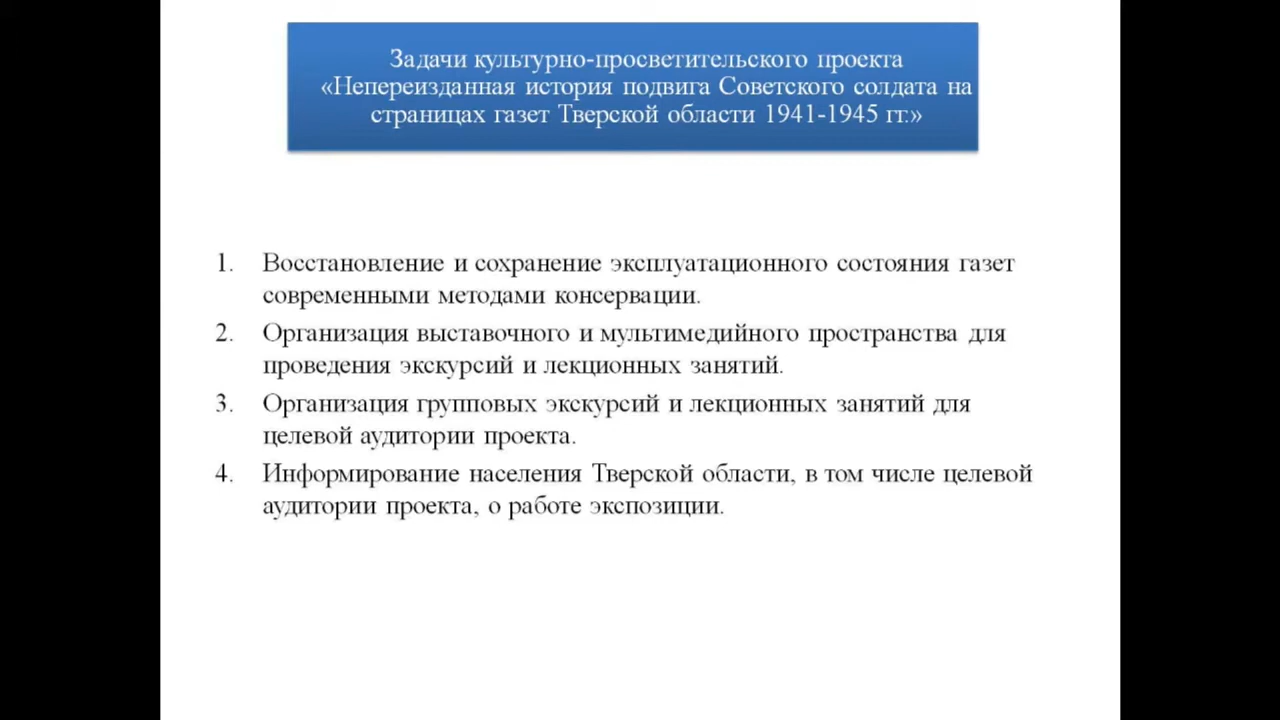 Задачи культурно-просветительского проекта
«Непереизданная история подвига Советского солдата на
страницах газет Тверской области 1941-1945 гг.»
1. Восстановление и сохранение эксплуатационного состояния газет
современными методами консервации.
2. Организация выставочного и мультимедийного пространства для
проведения экскурсий и лекционных занятий.
3. Организация групповых экскурсий и лекционных занятий для
целевой аудитории проекта.
4. Информирование населения Тверской области, в том числе целевой
аудитории проекта, о работе экспозиции.